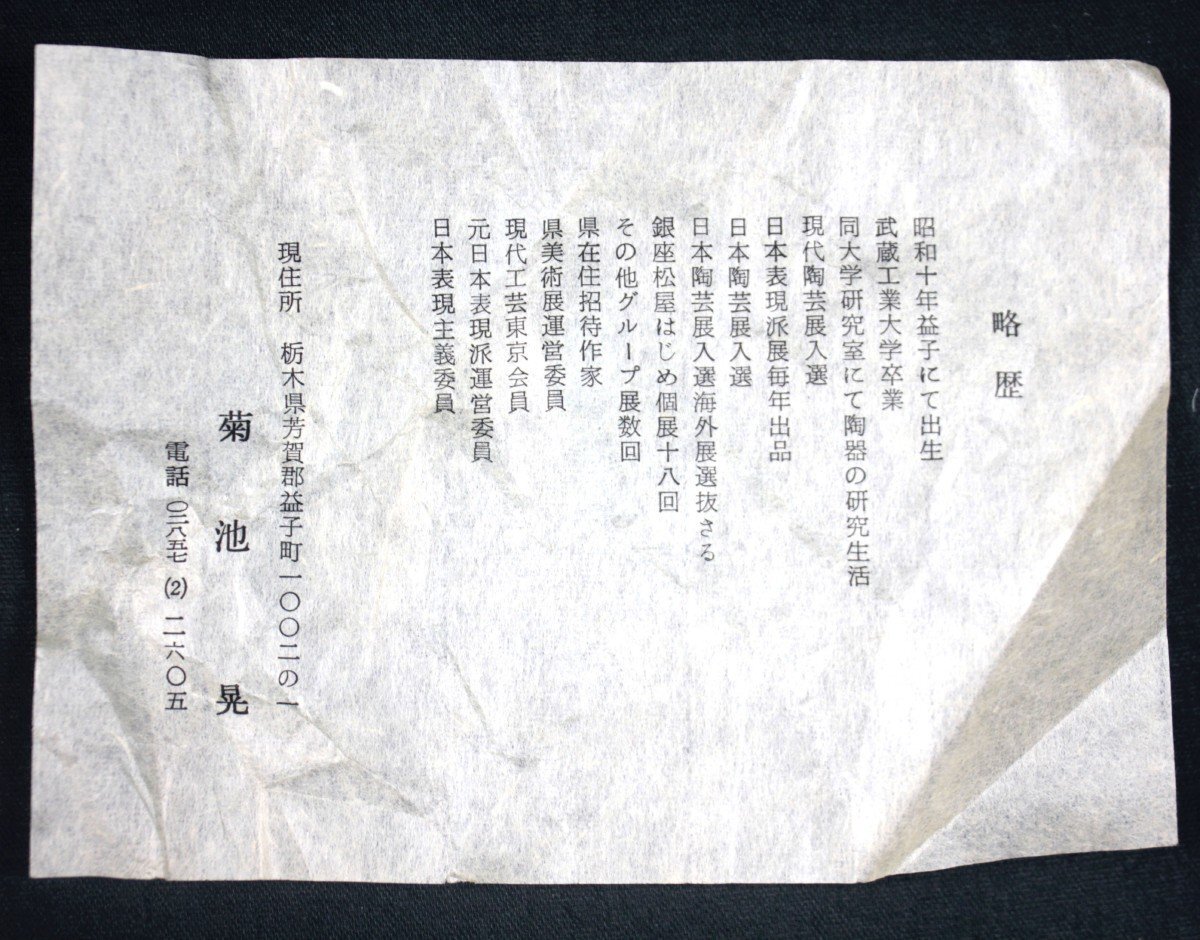 略歴
昭和十年益子にて出生
武蔵工業大学卒業
同大学研究室にて陶器の研究生活
現代陶芸展入選
日本表現派展毎年出品
日本陶芸展入選
日本陶芸展入選海外展選抜さる
銀座松屋はじめ個展十八回
その他グループ展数回
県在住招待作家
県美術展運営委員
現代工芸東京会員
元日本表現派運営委員
日本表現主義委員
現住所 栃木県芳賀郡益子町一〇〇二の一
菊池晃
電話 〇二八五七 (2) 二六〇五